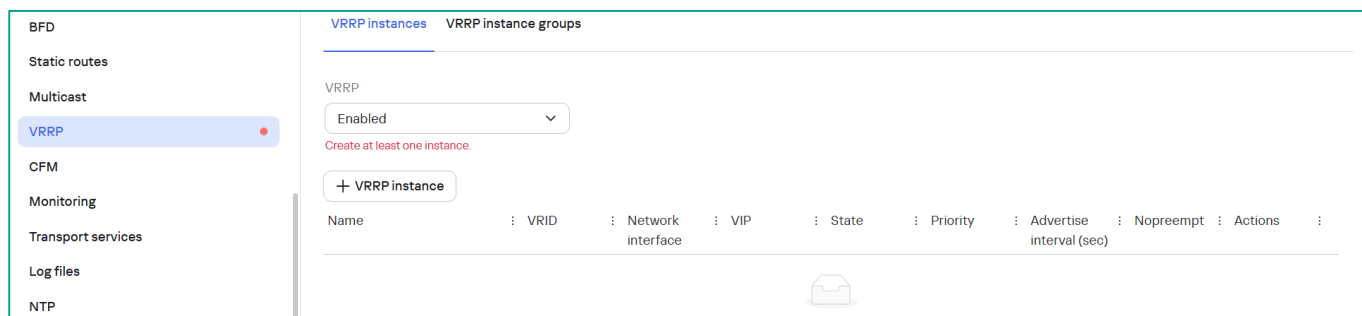 BFD
Static routes
Multicast
VRRP
CFM
Monitoring
Transport services
Log files
NTP
VRRP instances VRRP instance groups
VRRP
Enabled
Create at least one instance.
+ VRRP instance
Name VRID Network interface VIP State Priority Advertise interval (sec) Nopreempt Actions